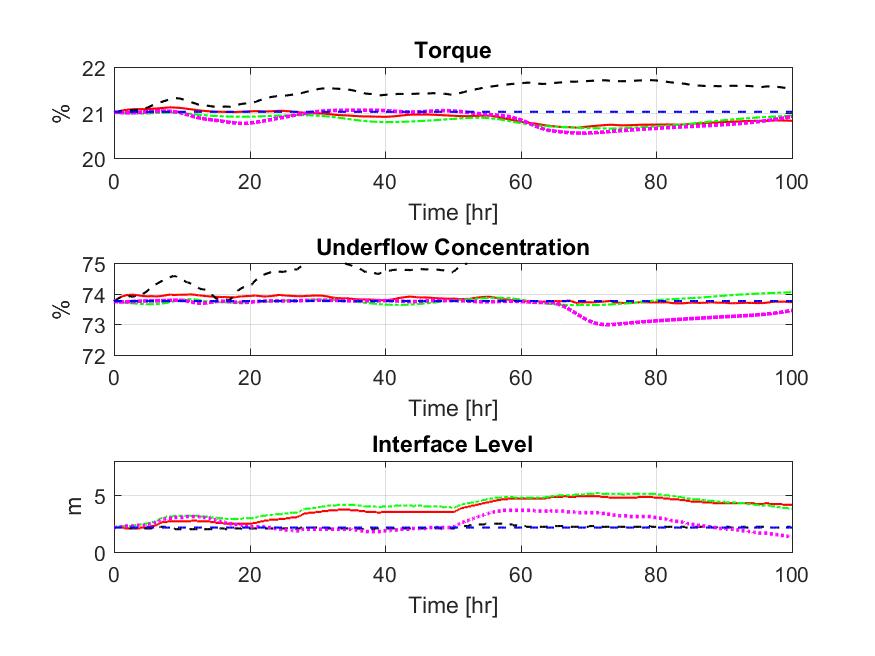 Torque
22
21
20
%
0 20 40 60 80 100
Time [hr]
Underflow Concentration
75
74
73
72
%
0 20 40 60 80 100
Time [hr]
Interface Level
5
0
m
0 20 40 60 80 100
Time [hr]